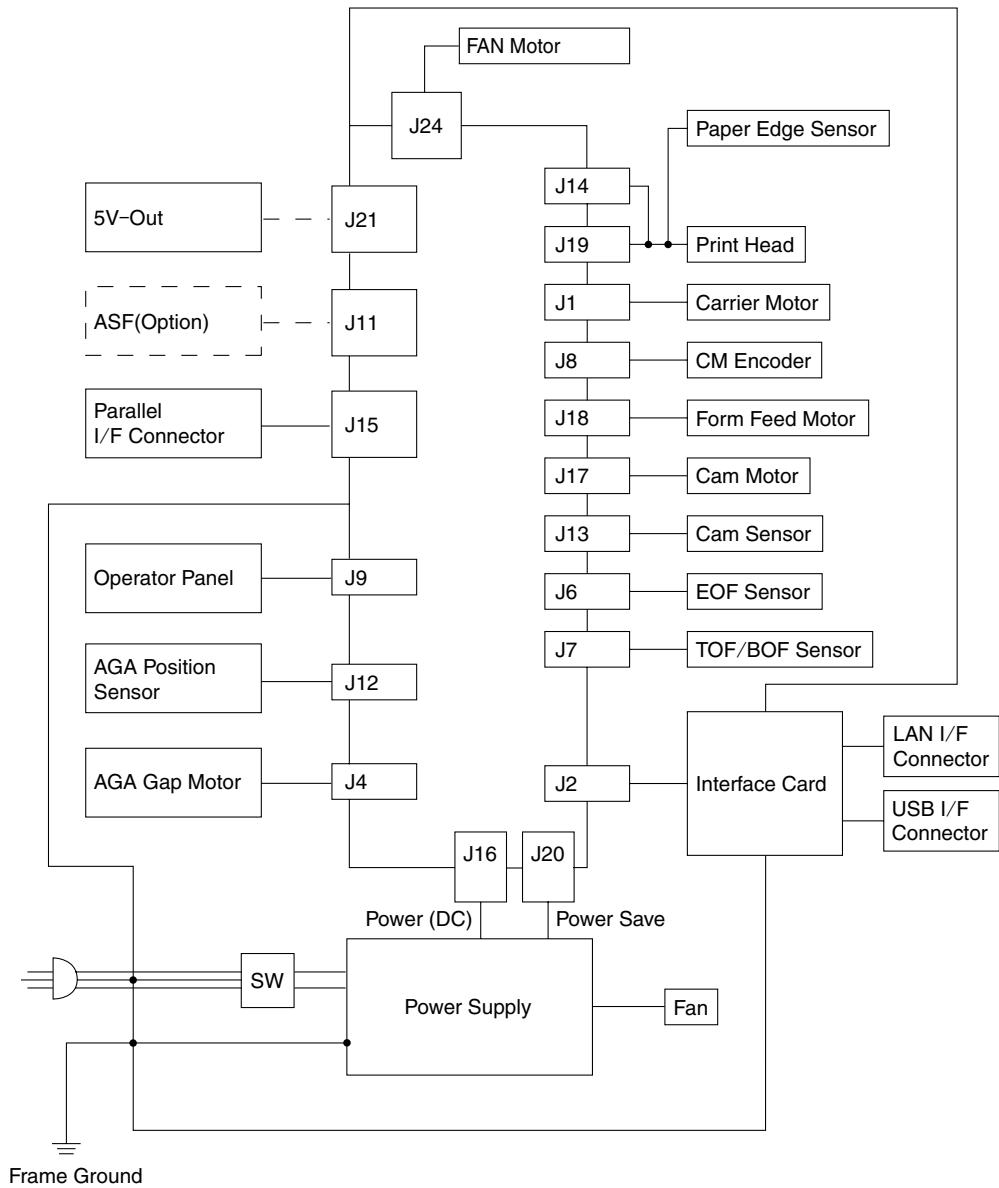 FAN Motor
J24
Paper Edge Sensor
J14
5V-Out
J21
J19
Print Head
J1
Carrier Motor
ASF(Option)
J11
J8
CM Encoder
Parallel
I/F Connector
J15
J18
Form Feed Motor
J17
Cam Motor
J13
Cam Sensor
Operator Panel
J9
J6
EOF Sensor
J7
TOF/BOF Sensor
AGA Position
Sensor
J12
LAN I/F
Connector
AGA Gap Motor
J4
J2
Interface Card
USB I/F
Connector
J16
J20
Power (DC)
Power Save
SW
Power Supply
Fan
Frame Ground